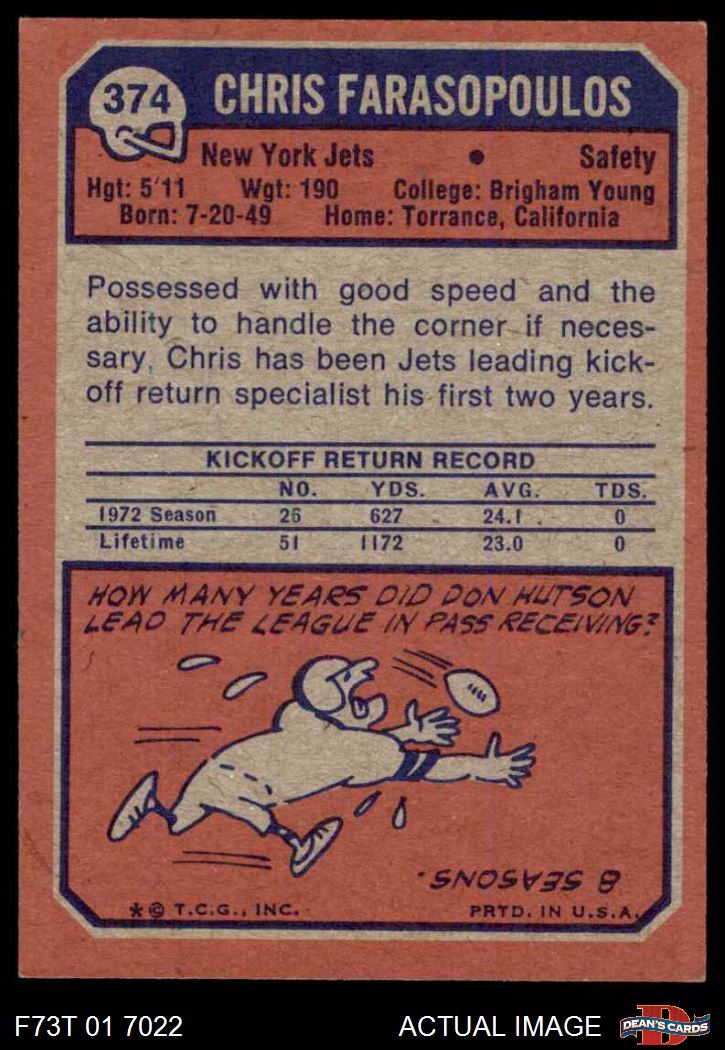 374
CHRIS FARASOPOULOS
New York Jets • Safety
Hgt: 5'11 Wgt: 190 College: Brigham Young
Born: 7-20-49 Home: Torrance, California
Possessed with good speed and the
ability to handle the corner if neces-
sary, Chris has been Jets leading kick-
off return specialist his first two years.
KICKOFF RETURN RECORD
NO. YDS. AVG. TDS.
1972 Season 26 627 24.1 0
Lifetime 51 1172 23.0 0
HOW MANY YEARS DID DON HUTSON
LEAD THE LEAGUE IN PASS RECEIVING?
8 SEASONS.
* © T.C.G., INC. PRTD. IN U.S.A.
F73T 01 7022 ACTUAL IMAGE
D
DEAN'S CARDS